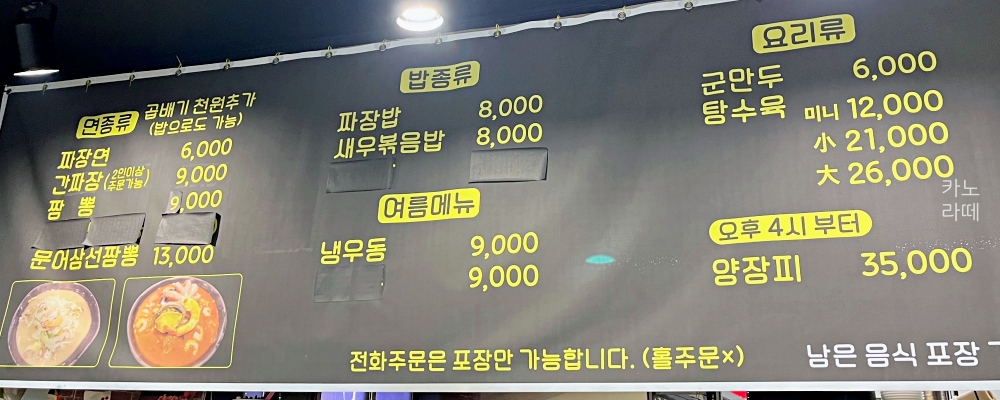 면종류 곱배기 천원추가
(밥으로도 가능)
짜장면 6,000
간짜장 (2인이상 주문가능) 9,000
짬 뽕 9,000
문어삼선짬뽕 13,000
밥종류
짜장밥 8,000
새우볶음밥 8,000
여름메뉴
냉우동 9,000
9,000
요리류
군만두 6,000
탕수육 미니 12,000
小 21,000
大 26,000
오후 4시 부터
양장피 35,000
전화주문은 포장만 가능합니다. (홀주문×)
남은 음식 포장
카노
라떼